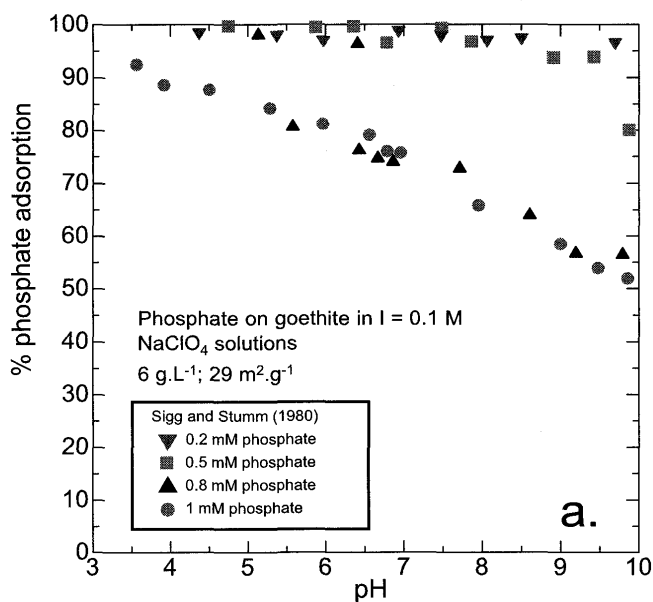 % phosphate adsorption
100
90
80
70
60
50
40
30
20
10
0
Phosphate on goethite in I = 0.1 M
NaClO₄ solutions
6 g.L⁻¹; 29 m².g⁻¹
Sigg and Stumm (1980)
0.2 mM phosphate
0.5 mM phosphate
0.8 mM phosphate
1 mM phosphate
a.
3 4 5 6 7 8 9 10
pH